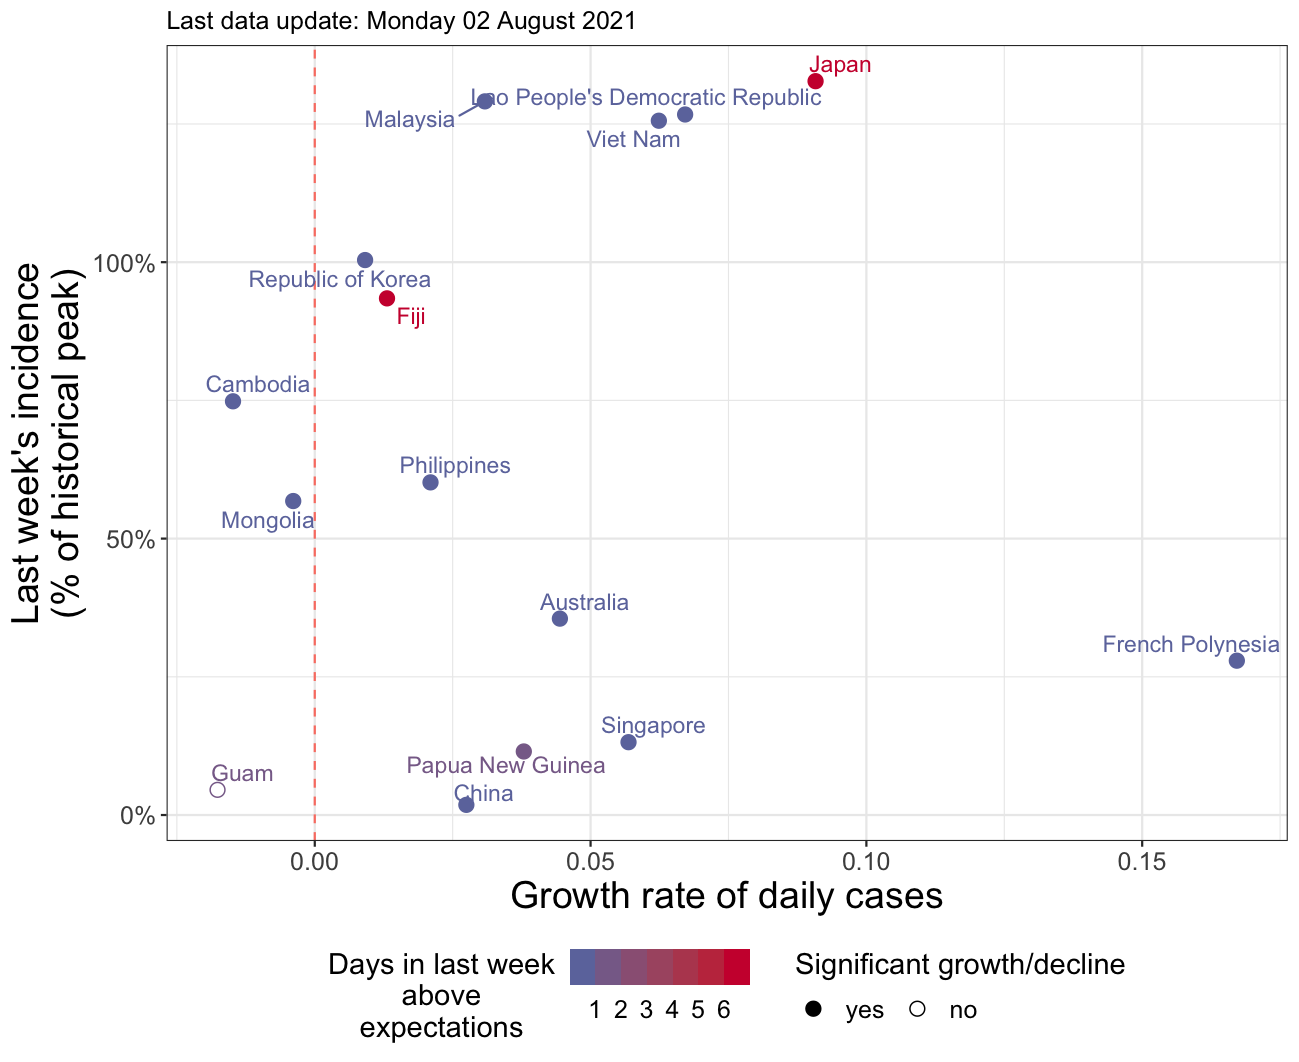 Last data update: Monday 02 August 2021
Japan
Lao People's Democratic Republic
Malaysia
Viet Nam
100%
Republic of Korea
Fiji
Cambodia
Philippines
Mongolia
50%
Australia
French Polynesia
Singapore
Papua New Guinea
Guam
China
0%
Last week's incidence
(% of historical peak)
0.00 0.05 0.10 0.15
Growth rate of daily cases
Days in last week
above
expectations
1 2 3 4 5 6
Significant growth/decline
yes no